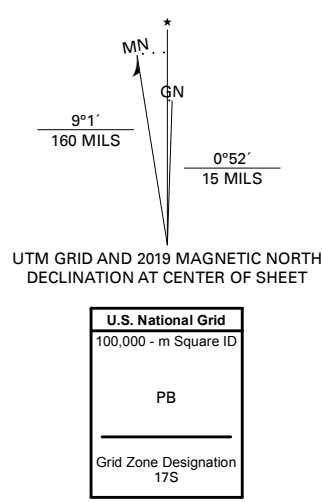 ★
MN
GN
9°1´
160 MILS
0°52´
15 MILS
UTM GRID AND 2019 MAGNETIC NORTH
DECLINATION AT CENTER OF SHEET
U.S. National Grid
100,000 - m Square ID
PB
Grid Zone Designation
17S